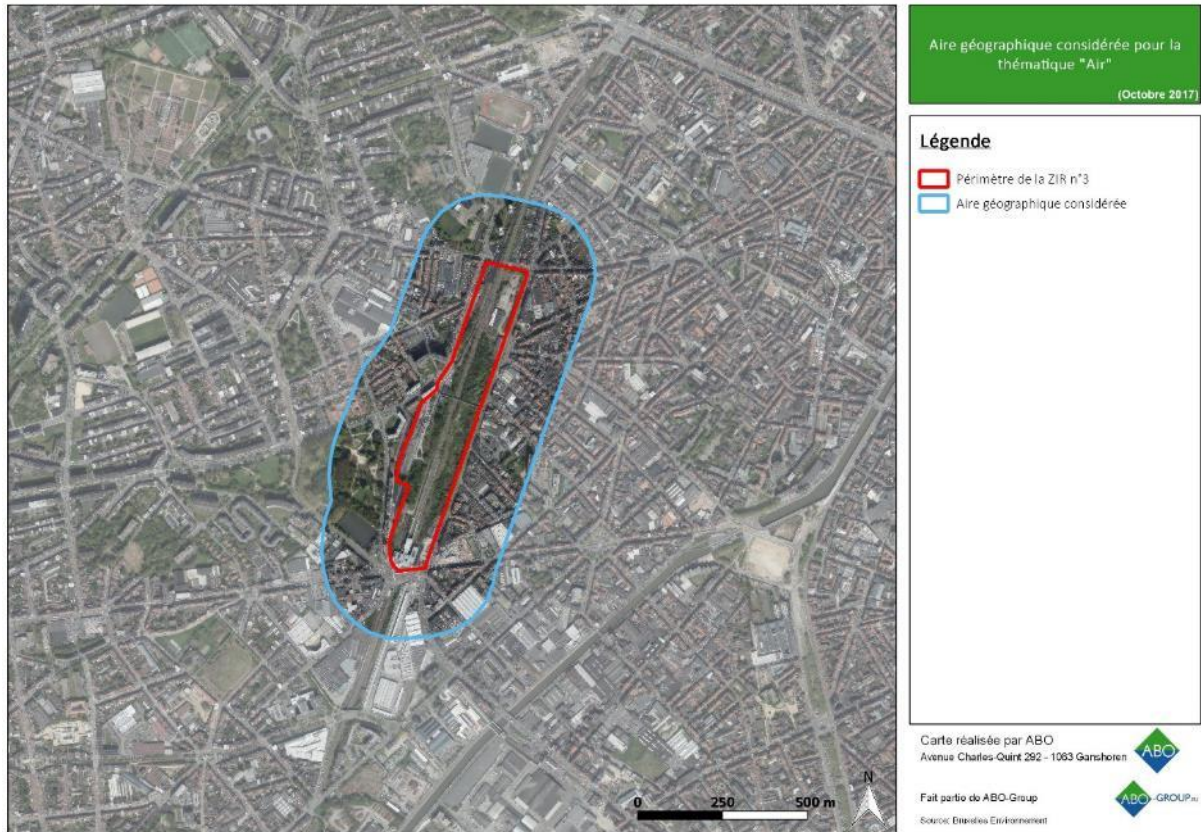 Aire géographique considérée pour la
thématique "Air"
(Octobre 2017)
Légende
Périmètre de la ZIR n°3
Aire géographique considérée
N
0 250 500 m
Carte réalisée par ABO
Avenue Charles-Quint 292 - 1083 Ganshoren
ABO
Fait partie de ABO-Group
ABO-GROUP.EU
Source: Bruxelles Environnement